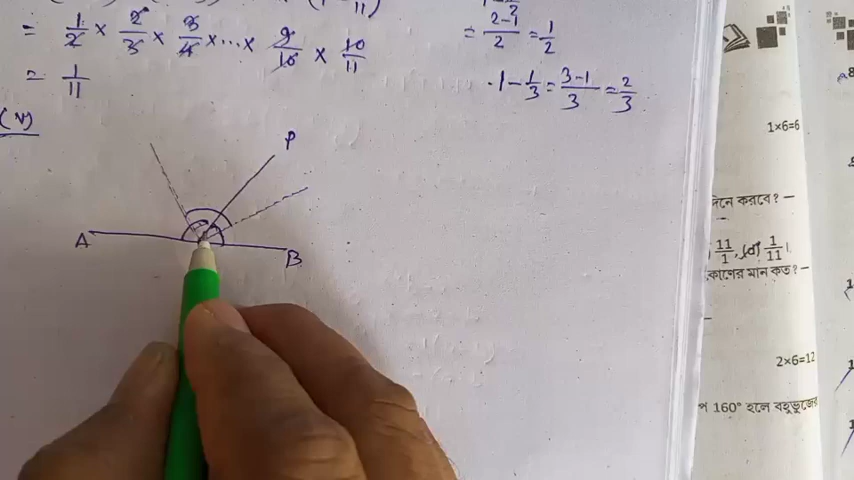 = 1/2 × 2/3 × 3/4 × ... × 9/10 × 10/11
= 1/11
= 2-1/2 = 1/2
· 1 - 1/3 = 3-1/3 = 2/3
(v)
P
A
B
1×6=6
দিনে করবে? —
11/1, (d) 1/11।
কোণের মান কত? —
2×6=12
প 160° হলে বহুভুজের